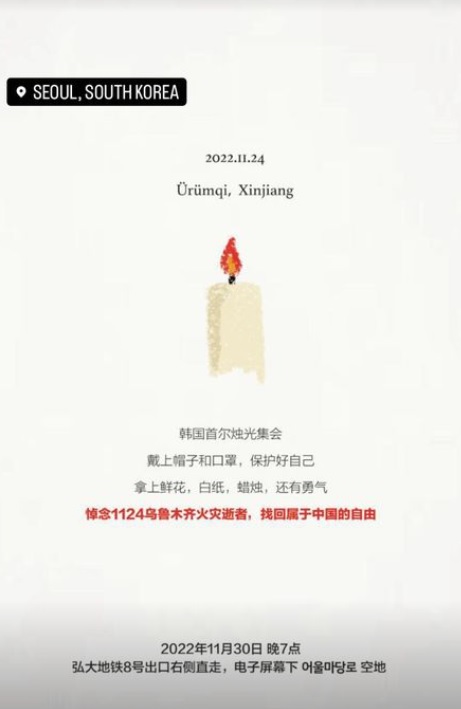 SEOUL, SOUTH KOREA
2022.11.24
Ürümqi, Xinjiang
韩国首尔烛光集会
戴上帽子和口罩，保护好自己
拿上鲜花，白纸，蜡烛，还有勇气
悼念1124乌鲁木齐火灾逝者，找回属于中国的自由
2022年11月30日 晚7点
弘大地铁8号出口右侧直走，电子屏幕下 어울마당로 空地